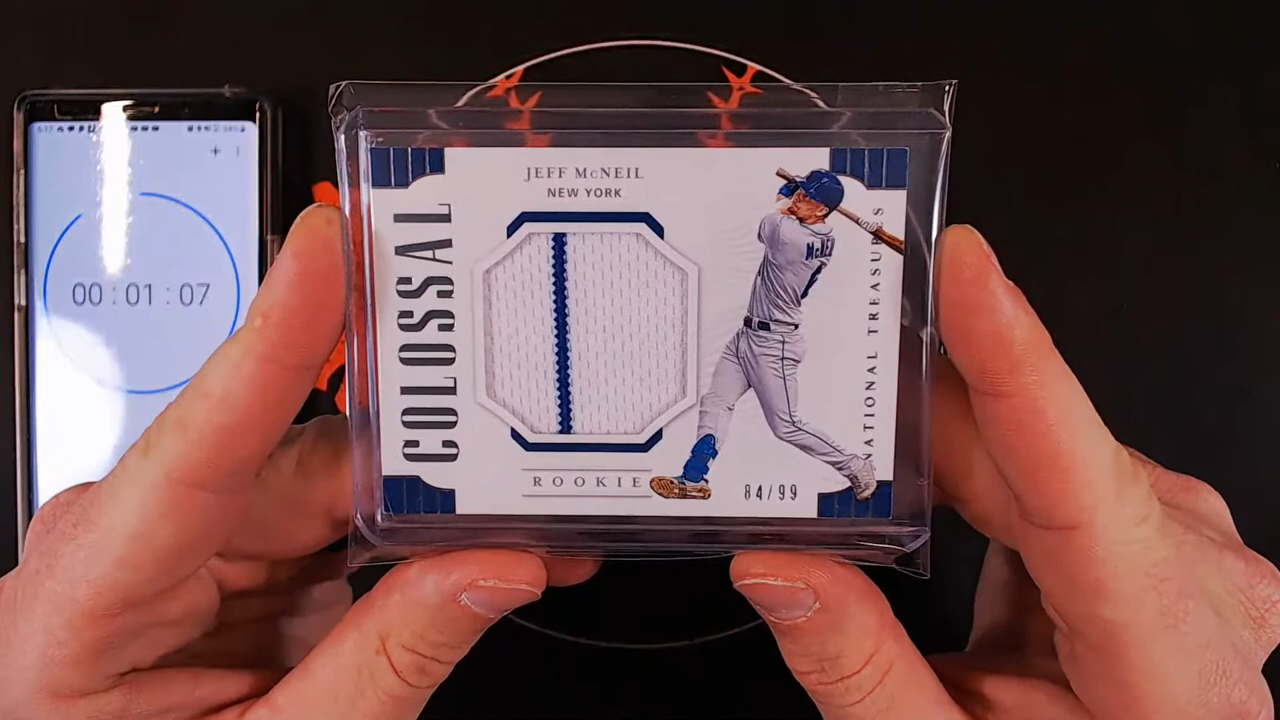 00:01:07
JEFF McNEIL
NEW YORK
COLOSSAL
ROOKIE
84/99
NATIONAL TREASURES